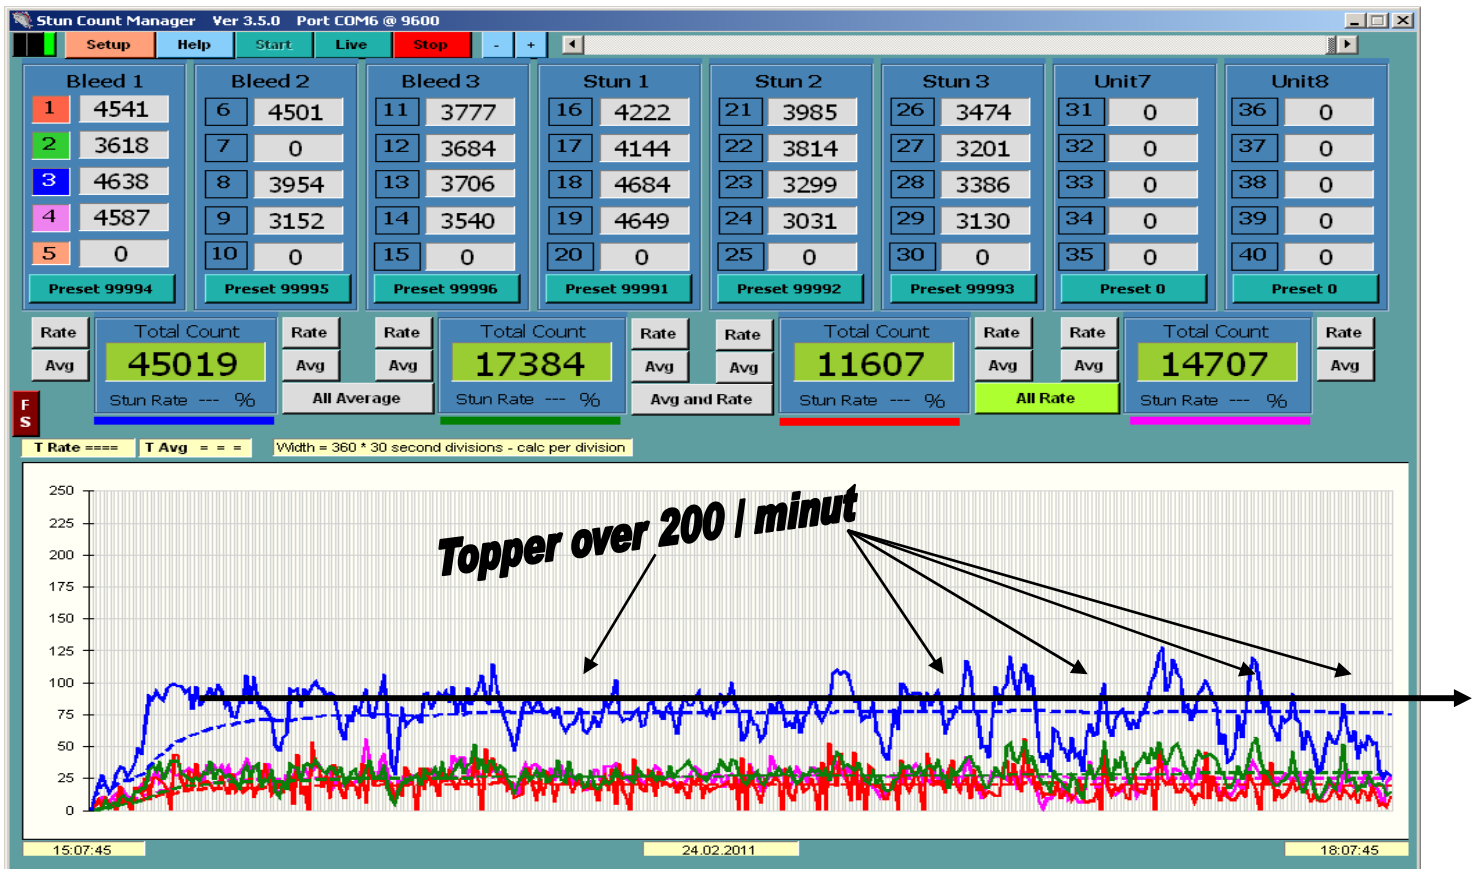 Stun Count Manager Ver 3.5.0 Port COM6 @ 9600
Setup Help Start Live Stop - +
Bleed 1 Bleed 2 Bleed 3 Stun 1 Stun 2 Stun 3 Unit7 Unit8
1 4541 6 4501 11 3777 16 4222 21 3985 26 3474 31 0 36 0
2 3618 7 0 12 3684 17 4144 22 3814 27 3201 32 0 37 0
3 4638 8 3954 13 3706 18 4684 23 3299 28 3386 33 0 38 0
4 4587 9 3152 14 3540 19 4649 24 3031 29 3130 34 0 39 0
5 0 10 0 15 0 20 0 25 0 30 0 35 0 40 0
Preset 99994 Preset 99995 Preset 99996 Preset 99991 Preset 99992 Preset 99993 Preset 0 Preset 0
Rate Total Count Rate Rate Total Count Rate Rate Total Count Rate Rate Total Count Rate
Avg 45019 Avg Avg 17384 Avg Avg 11607 Avg Avg 14707 Avg
Stun Rate --- % All Average Stun Rate --- % Avg and Rate Stun Rate --- % All Rate Stun Rate --- %
F
S
T Rate ==== T Avg = = = Width = 360 * 30 second divisions - calc per division
250
225
Topper over 200 / minut
200
175
150
125
100
75
50
25
0
15:07:45 24.02.2011 18:07:45